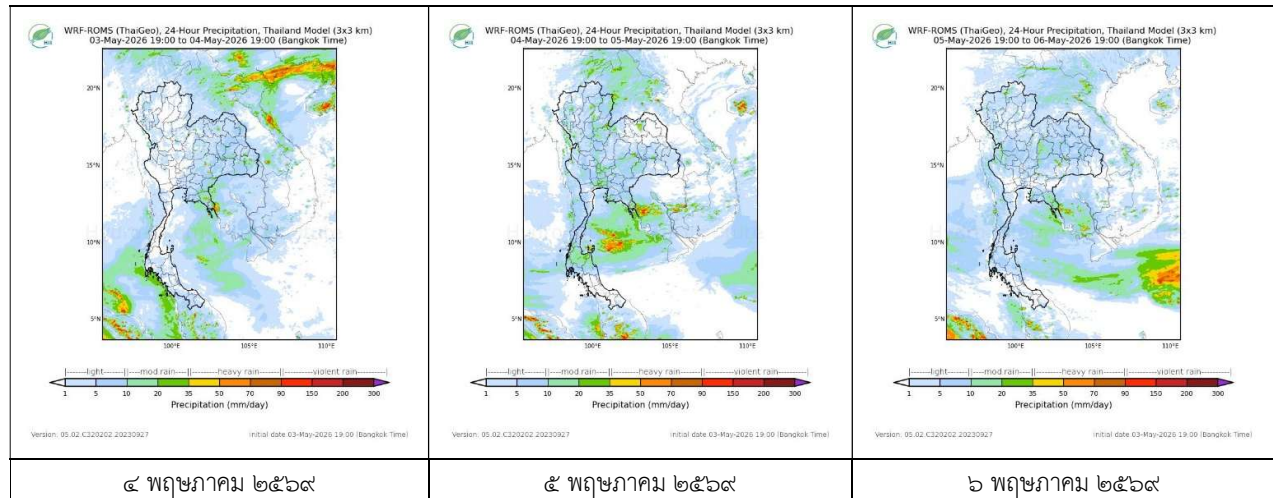 WRF-ROMS (ThaiGeo), 24-Hour Precipitation, Thailand Model (3x3 km)
03-May-2026 19:00 to 04-May-2026 19:00 (Bangkok Time)
20°N
15°N
10°N
5°N
100°E 105°E 110°E
|--------light--------||----mod rain----||--------heavy rain--------||--------violent rain--------|
1 5 10 20 35 50 70 90 150 200 300
Precipitation (mm/day)
Version: 05.02.C320202.20230927 initial date 03-May-2026 19:00 (Bangkok Time)
๔ พฤษภาคม ๒๕๖๙
WRF-ROMS (ThaiGeo), 24-Hour Precipitation, Thailand Model (3x3 km)
04-May-2026 19:00 to 05-May-2026 19:00 (Bangkok Time)
20°N
15°N
10°N
5°N
100°E 105°E 110°E
|--------light--------||----mod rain----||--------heavy rain--------||--------violent rain--------|
1 5 10 20 35 50 70 90 150 200 300
Precipitation (mm/day)
Version: 05.02.C320202.20230927 initial date 03-May-2026 19:00 (Bangkok Time)
๕ พฤษภาคม ๒๕๖๙
WRF-ROMS (ThaiGeo), 24-Hour Precipitation, Thailand Model (3x3 km)
05-May-2026 19:00 to 06-May-2026 19:00 (Bangkok Time)
20°N
15°N
10°N
5°N
100°E 105°E 110°E
|--------light--------||----mod rain----||--------heavy rain--------||--------violent rain--------|
1 5 10 20 35 50 70 90 150 200 300
Precipitation (mm/day)
Version: 05.02.C320202.20230927 initial date 03-May-2026 19:00 (Bangkok Time)
๖ พฤษภาคม ๒๕๖๙